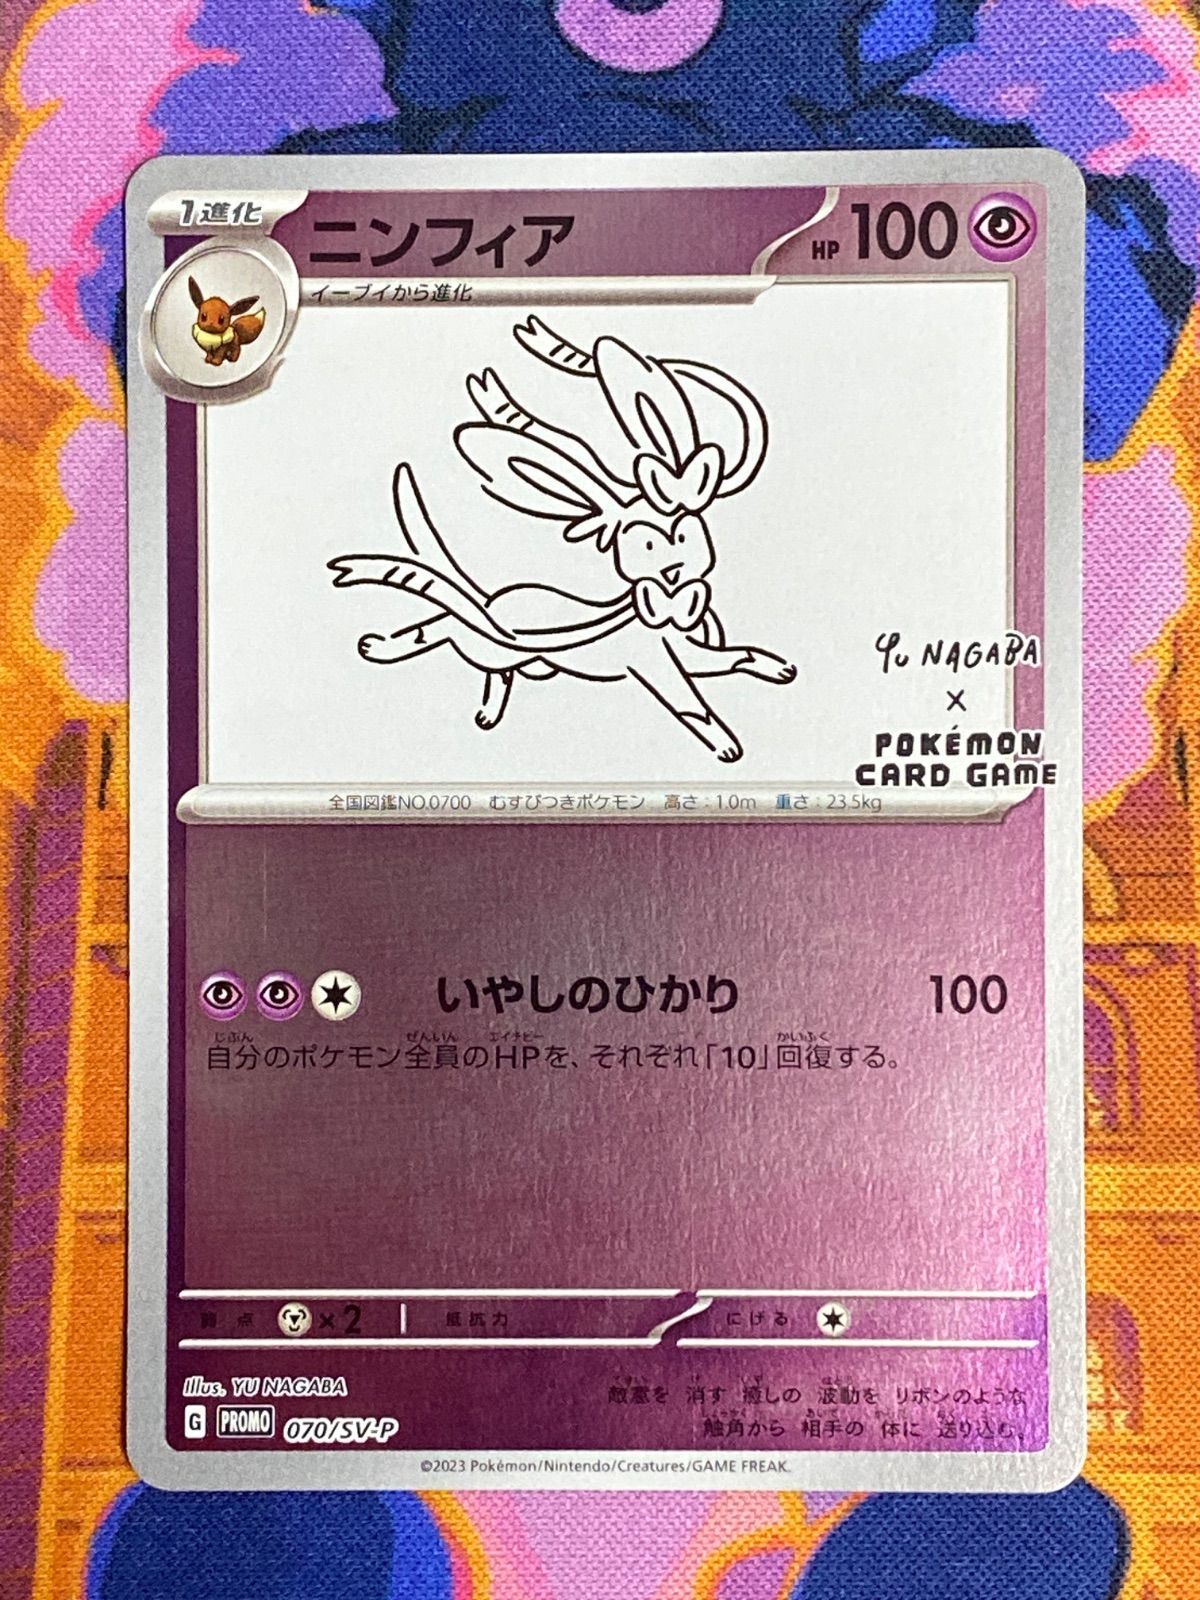 1進化
ニンフィア
HP 100
イーブイから進化
Yu NAGABA
×
POKÉMON
CARD GAME
全国図鑑NO.0700 むすびつきポケモン 高さ：1.0m 重さ：23.5kg
いやしのひかり 100
自分のポケモン全員のHPを、それぞれ「10」回復する。
弱点 ×2 抵抗力 にげる
Illus. YU NAGABA
G PROMO 070/SV-P
敵意を 消す 癒しの 波動を リボンのような
触角から 相手の 体に 送り込む。
©2023 Pokémon/Nintendo/Creatures/GAME FREAK.